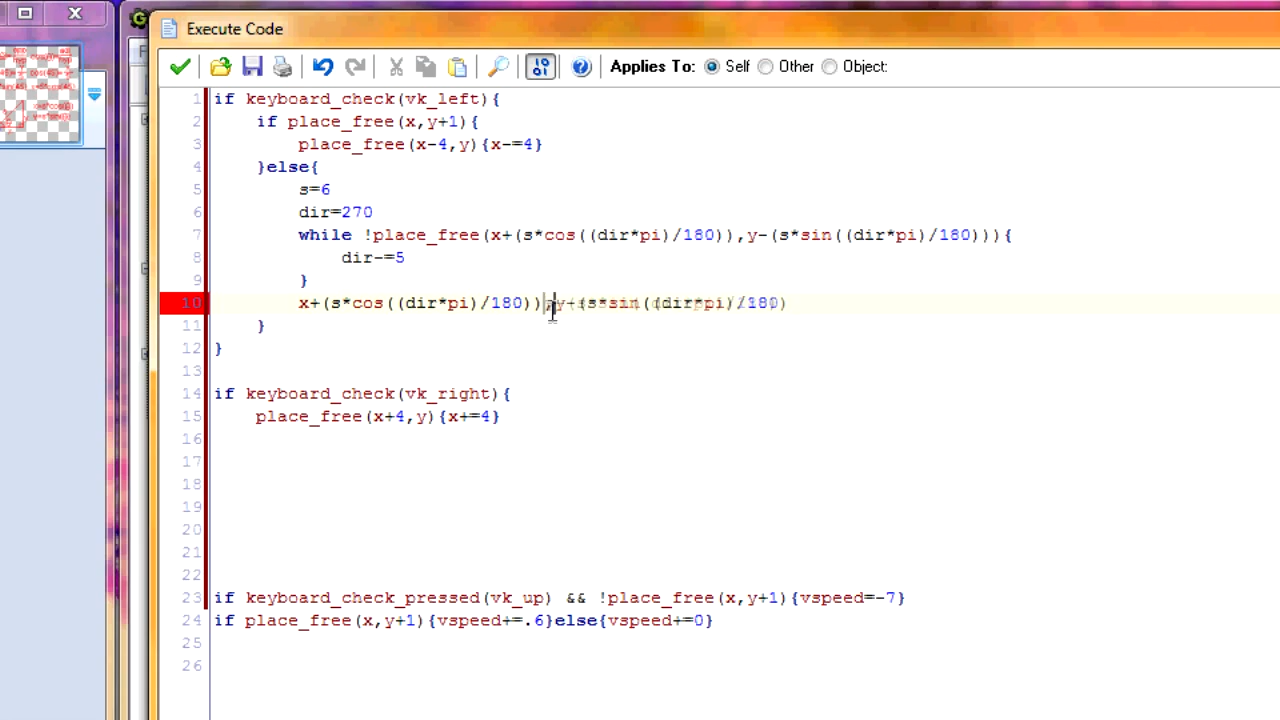 Execute Code
Applies To: Self Other Object:
1 if keyboard_check(vk_left){
2 if place_free(x,y+1){
3 place_free(x-4,y){x-=4}
4 }else{
5 s=6
6 dir=270
7 while !place_free(x+(s*cos((dir*pi)/180)),y-(s*sin((dir*pi)/180))){
8 dir-=5
9 }
10 x+(s*cos((dir*pi)/180))
11 }
12 }
13
14 if keyboard_check(vk_right){
15 place_free(x+4,y){x+=4}
16
17
18
19
20
21
22
23 if keyboard_check_pressed(vk_up) && !place_free(x,y+1){vspeed=-7}
24 if place_free(x,y+1){vspeed+=.6}else{vspeed+=0}
25
26